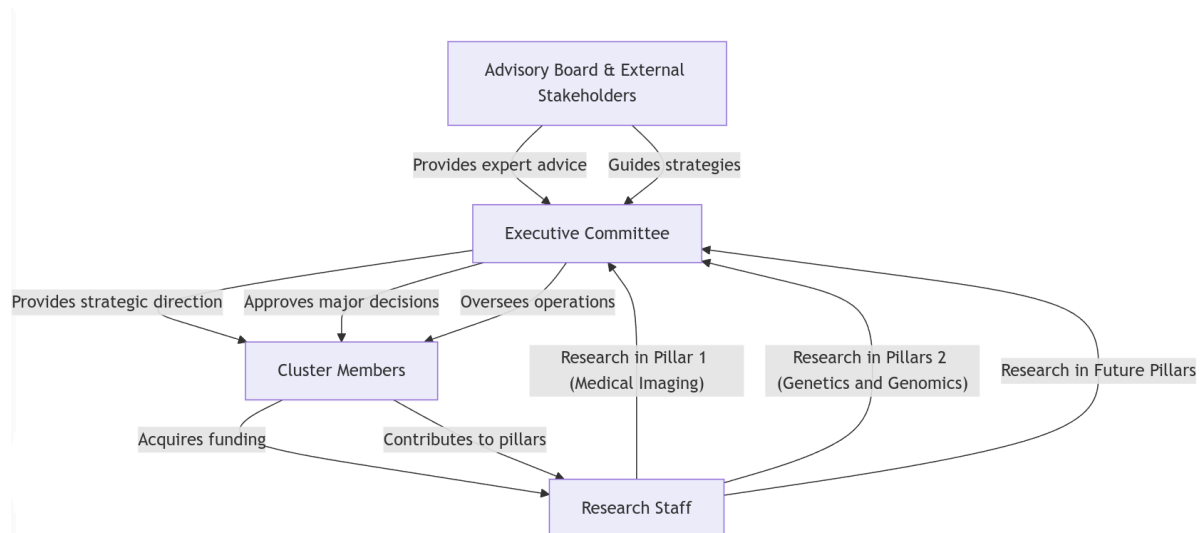 Advisory Board & External
Stakeholders
Provides expert advice
Guides strategies
Executive Committee
Provides strategic direction
Approves major decisions
Oversees operations
Research in Pillar 1
(Medical Imaging)
Research in Pillars 2
(Genetics and Genomics)
Research in Future Pillars
Cluster Members
Acquires funding
Contributes to pillars
Research Staff